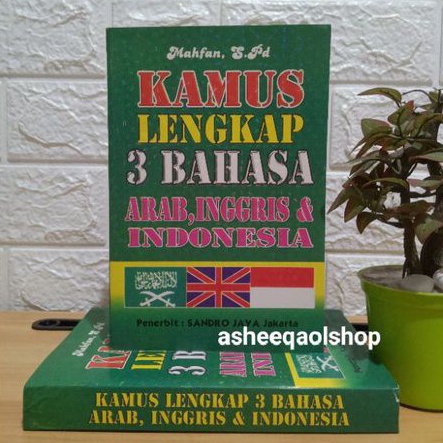 Mahfan, S.Pd
KAMUS
LENGKAP
3 BAHASA
ARAB, INGGRIS &
INDONESIA
Penerbit : SANDRO JAYA Jakarta
asheeqaolshop
KAMUS LENGKAP 3 BAHASA
ARAB, INGGRIS & INDONESIA